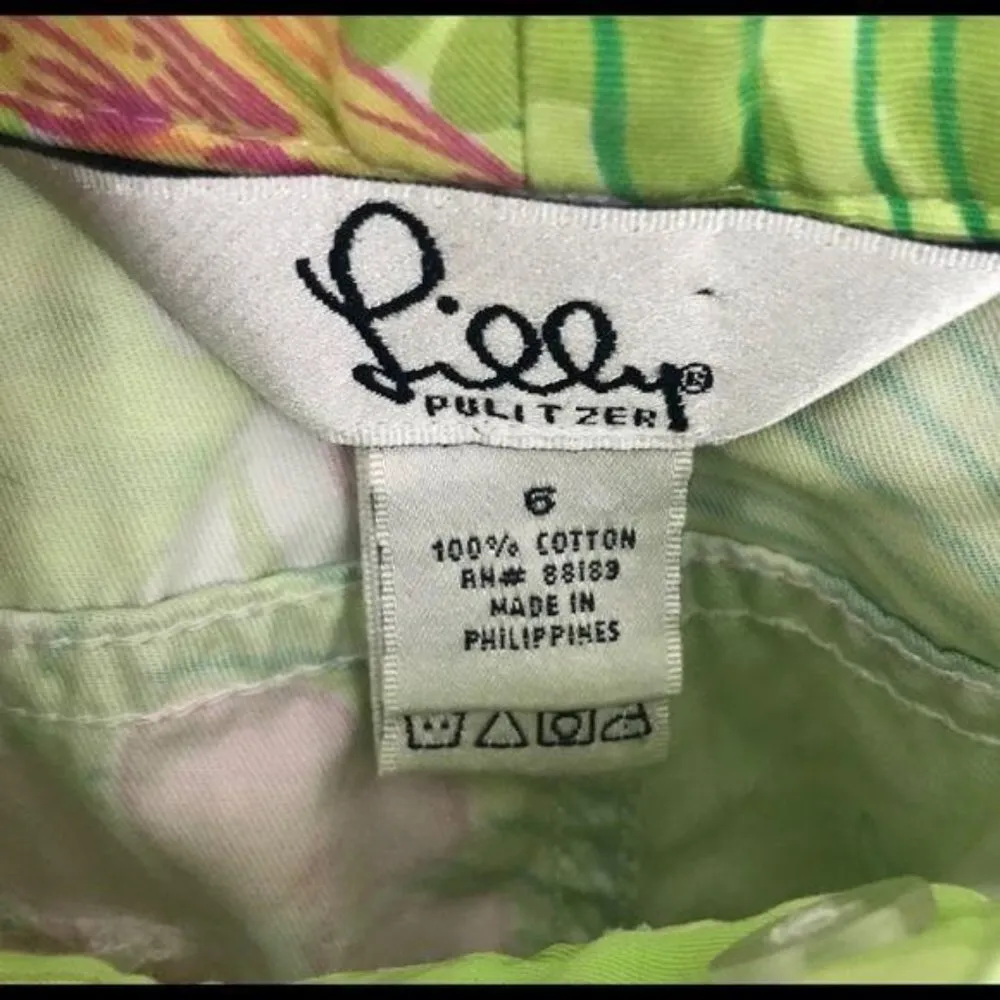 Lilly®
PULITZER
6
100% COTTON
RN# 88189
MADE IN
PHILIPPINES